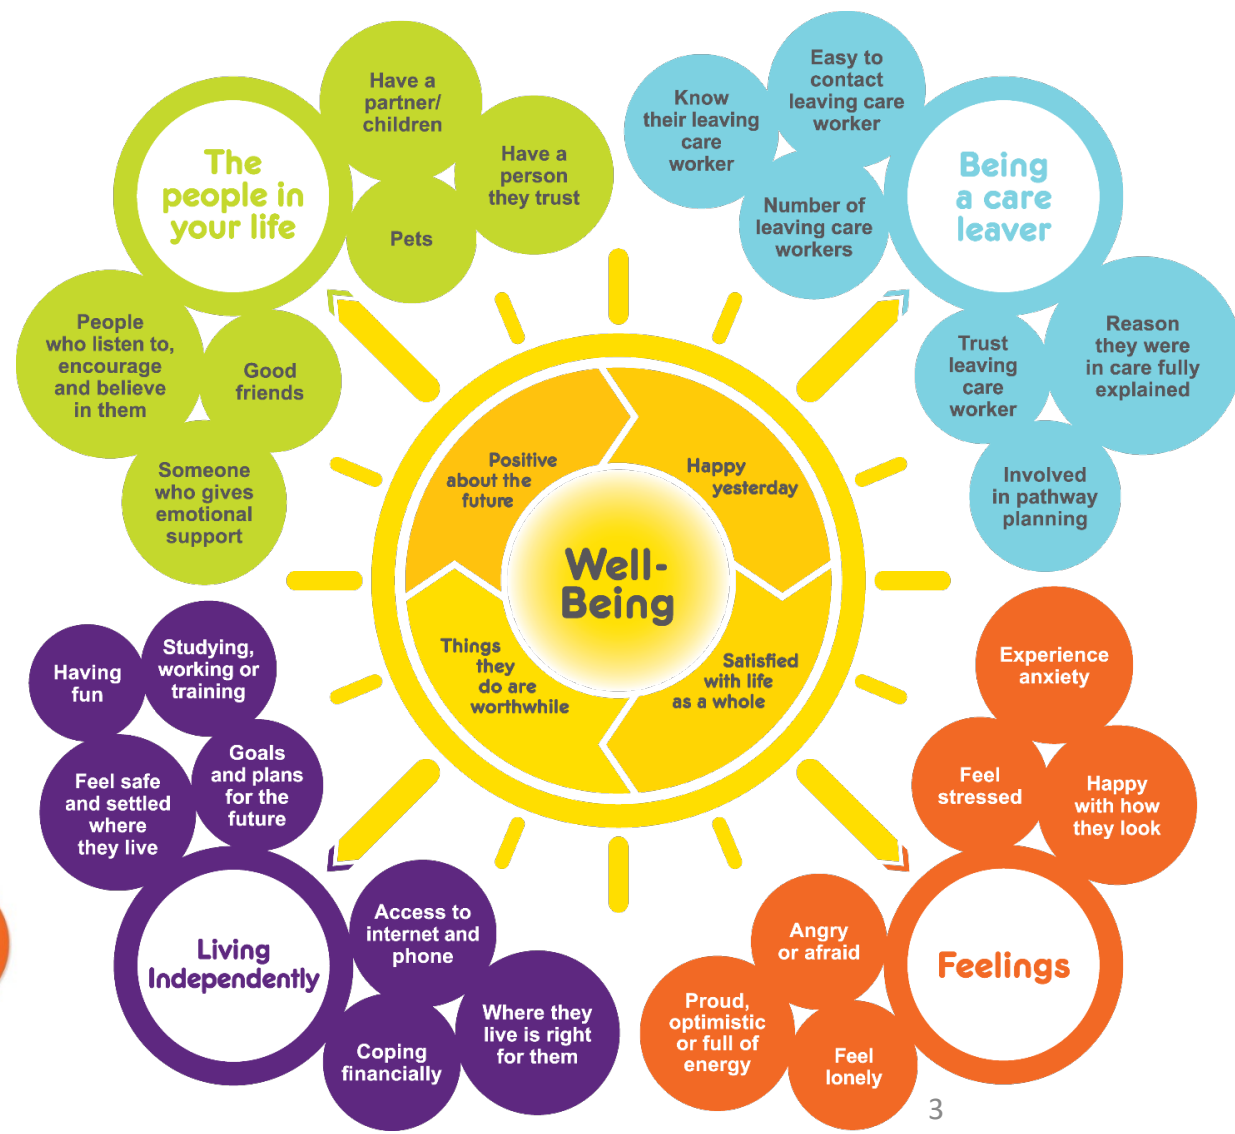 The
people in
your life
Have a
partner/
children
Have a
person
they trust
Pets
People
who listen to,
encourage
and believe
in them
Good
friends
Someone
who gives
emotional
support
Being
a care
leaver
Know
their leaving
care
worker
Easy to
contact
leaving care
worker
Number of
leaving care
workers
Trust
leaving
care
worker
Reason
they were
in care fully
explained
Involved
in pathway
planning
Well-
Being
Positive
about the
future
Happy
yesterday
Things
they
do are
worthwhile
Satisfied
with life
as a whole
Having
fun
Studying,
working or
training
Feel safe
and settled
where
they live
Goals
and plans
for the
future
Living
Independently
Access to
internet and
phone
Coping
financially
Where they
live is right
for them
Experience
anxiety
Feel
stressed
Happy
with how
they look
Feelings
Angry
or afraid
Proud,
optimistic
or full of
energy
Feel
lonely
3